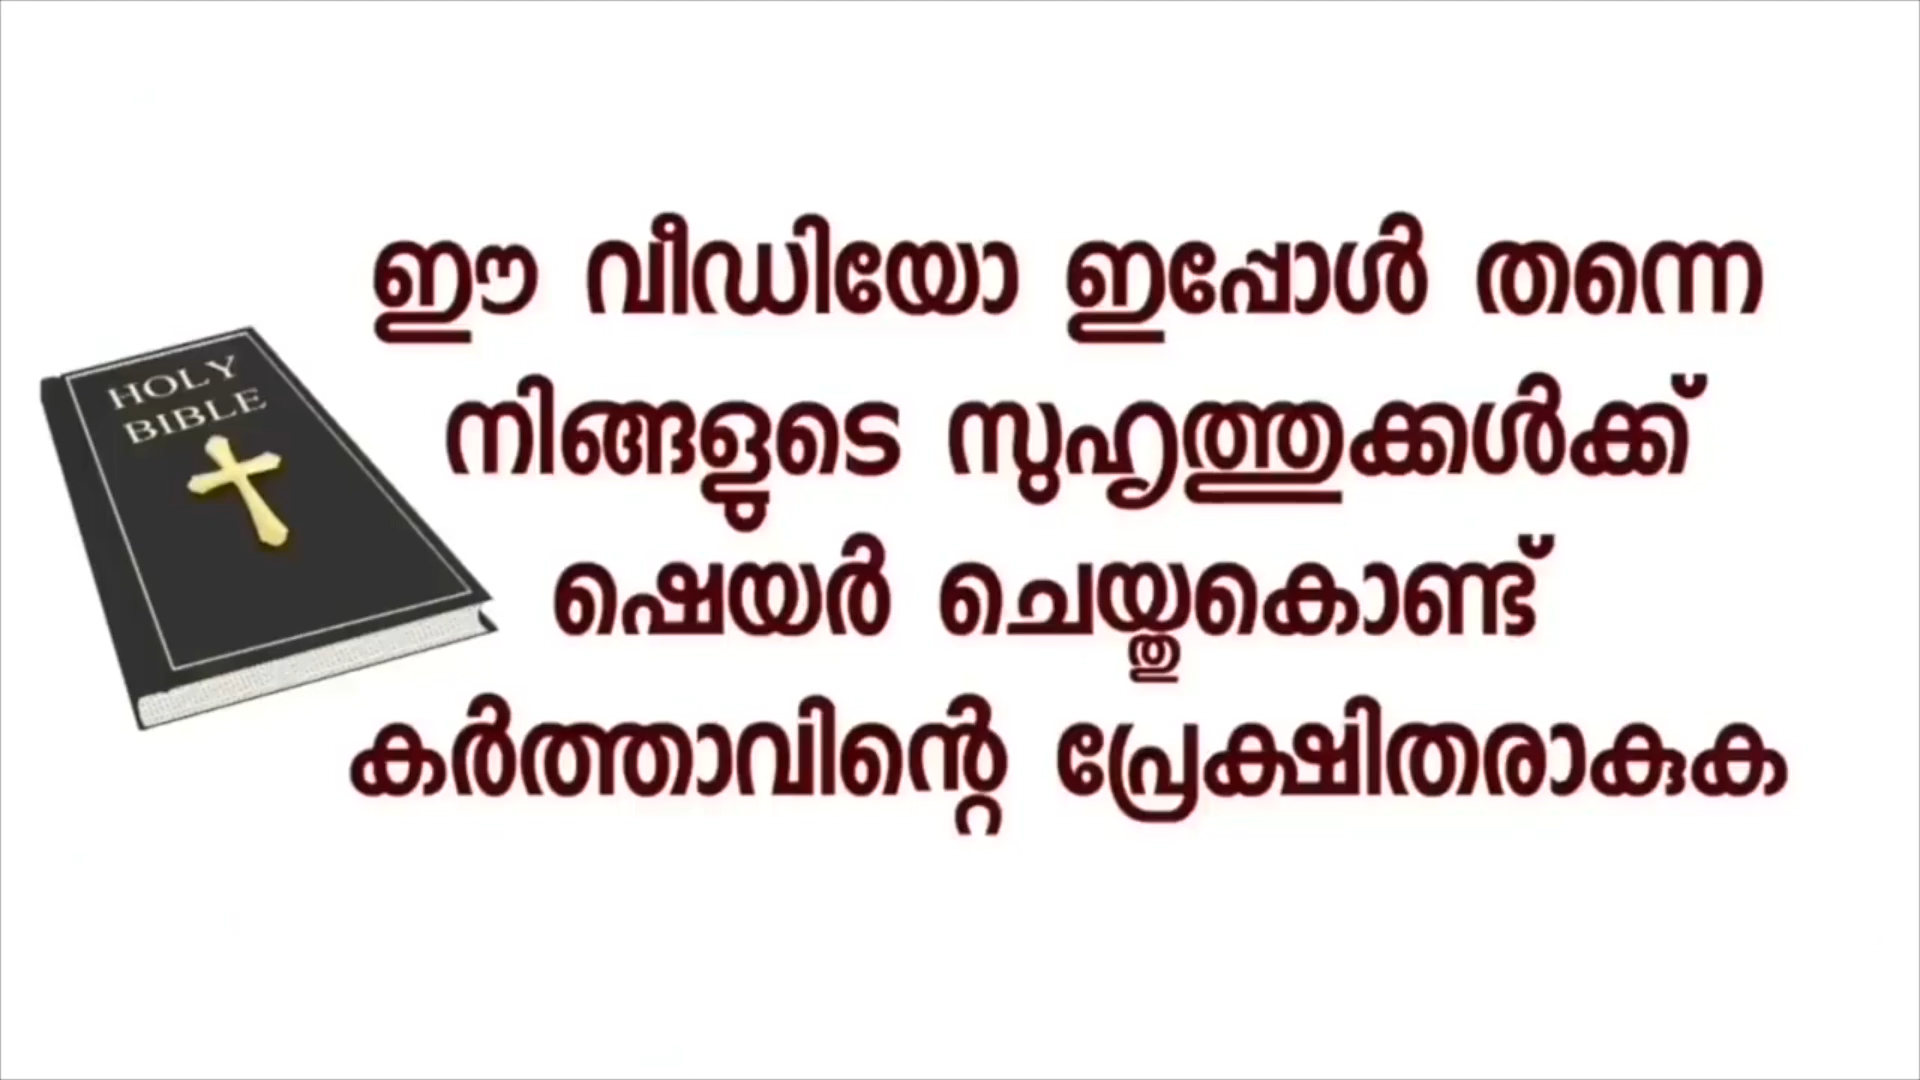 HOLY
BIBLE
ഈ വീഡിയോ ഇപ്പോൾ തന്നെ
നിങ്ങളുടെ സുഹൃത്തുക്കൾക്ക്
ഷെയർ ചെയ്തുകൊണ്ട്
കർത്താവിന്റെ പ്രേക്ഷിതരാകുക